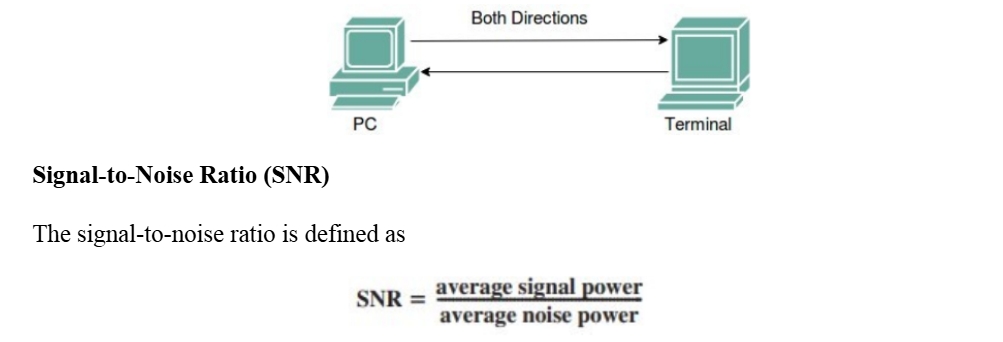 Both Directions
PC
Terminal
Signal-to-Noise Ratio (SNR)
The signal-to-noise ratio is defined as
SNR = average signal power
average noise power